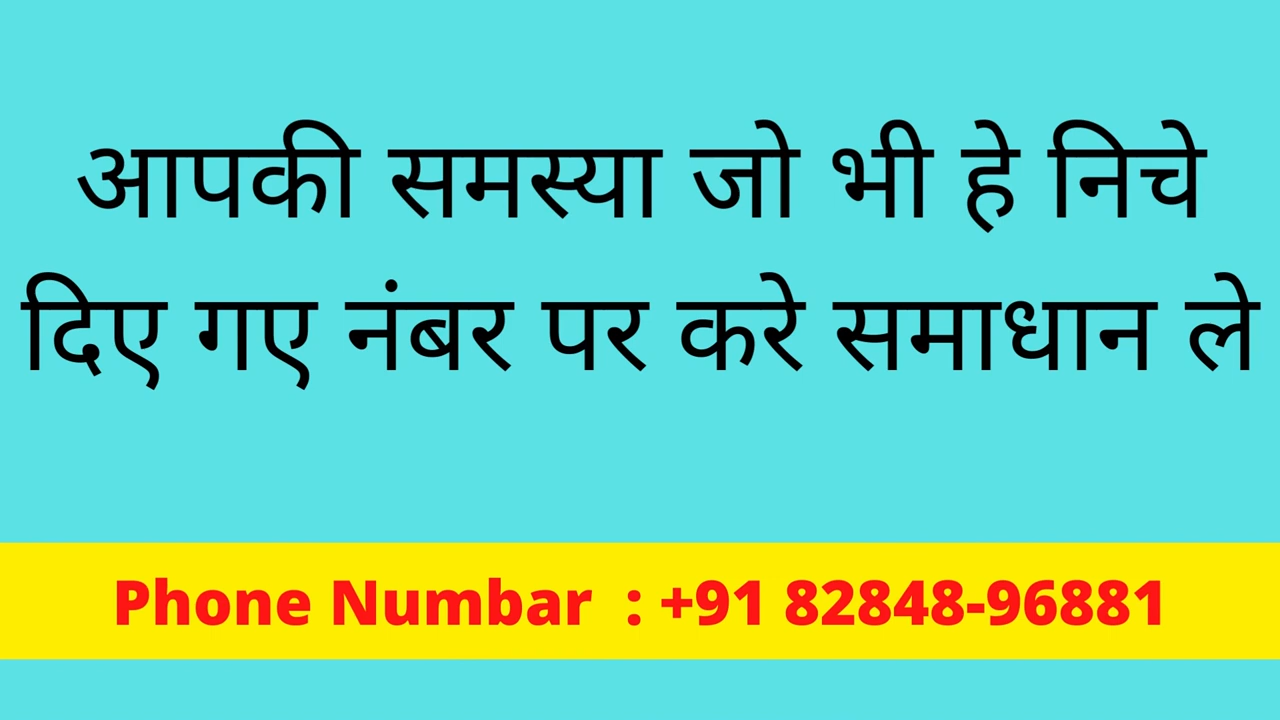 आपकी समस्या जो भी हे निचे
दिए गए नंबर पर करे समाधान ले
Phone Numbar : +91 82848-96881